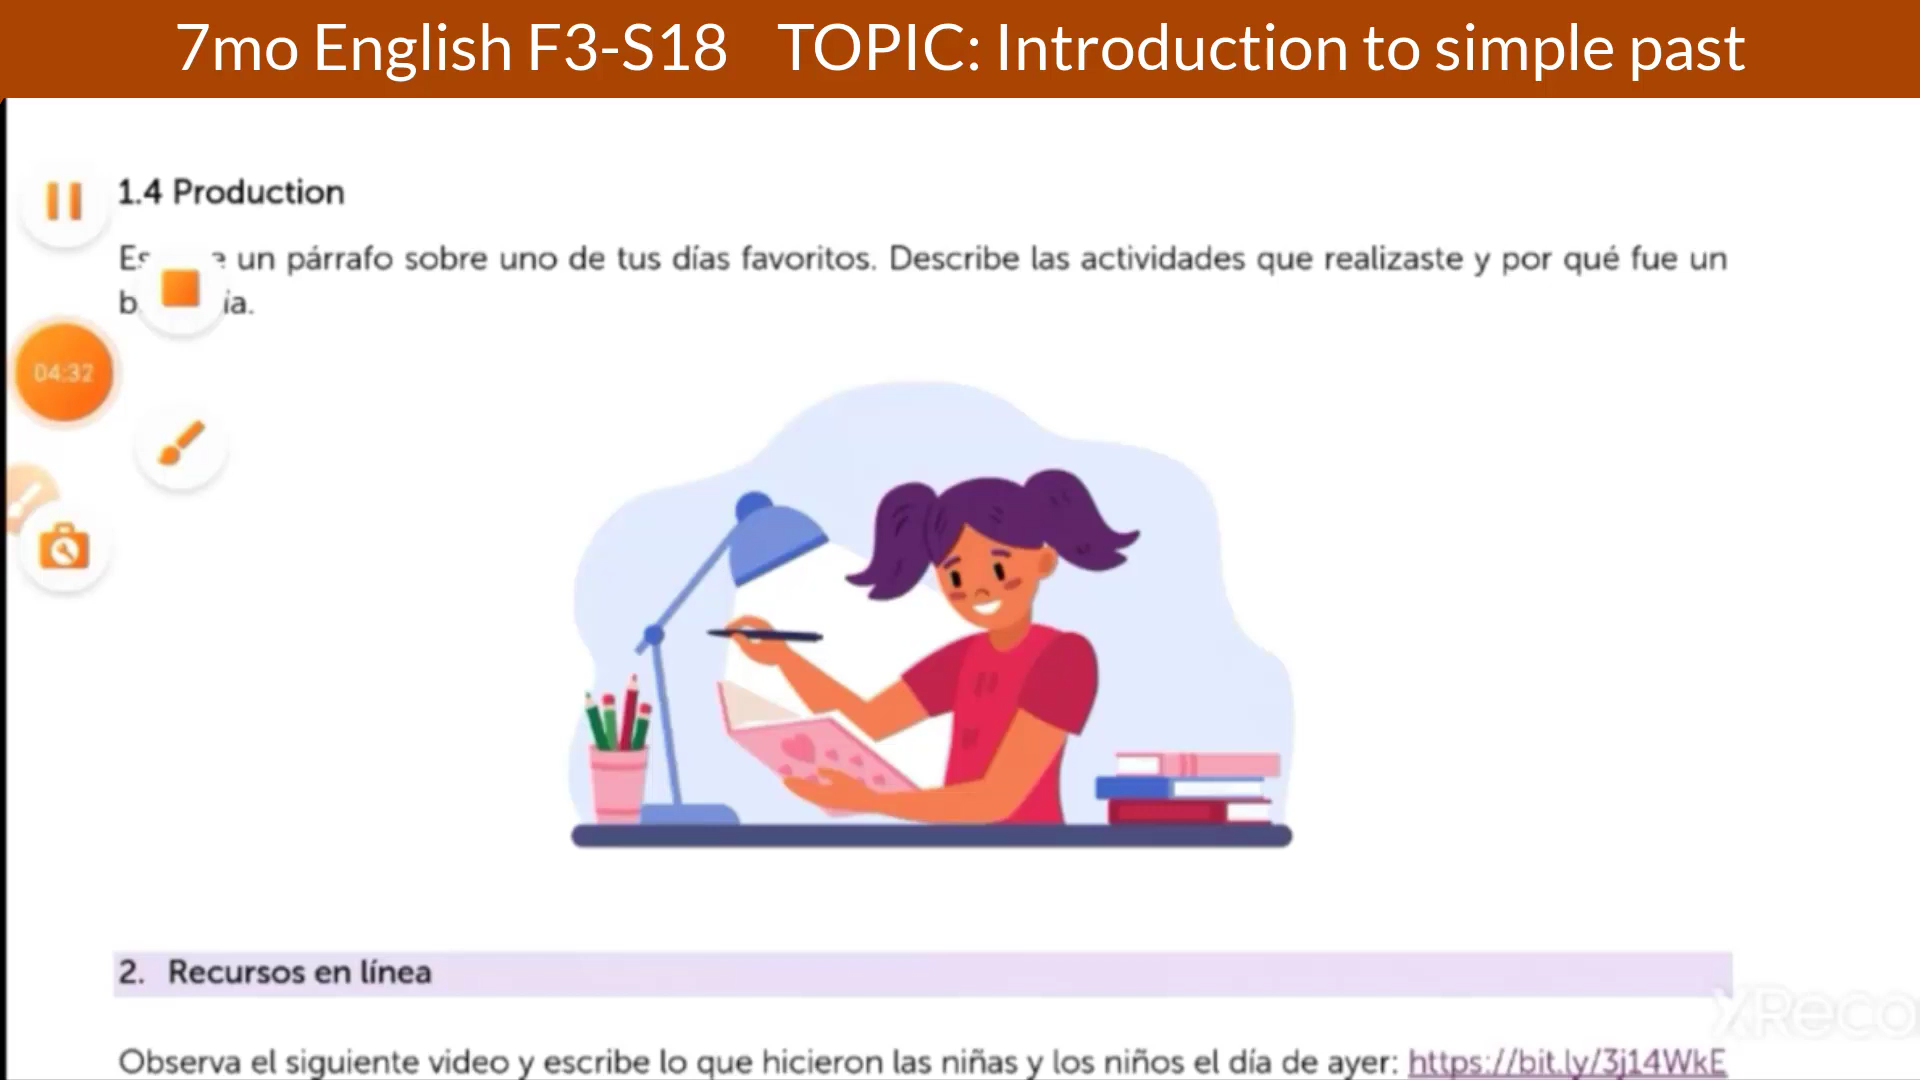 7mo English F3-S18 TOPIC: Introduction to simple past
1.4 Production
un párrafo sobre uno de tus días favoritos. Describe las actividades que realizaste y por qué fue un
04:32
2. Recursos en línea
XReco
Observa el siguiente video y escribe lo que hicieron las niñas y los niños el día de ayer: https://bit.ly/3j14WkE